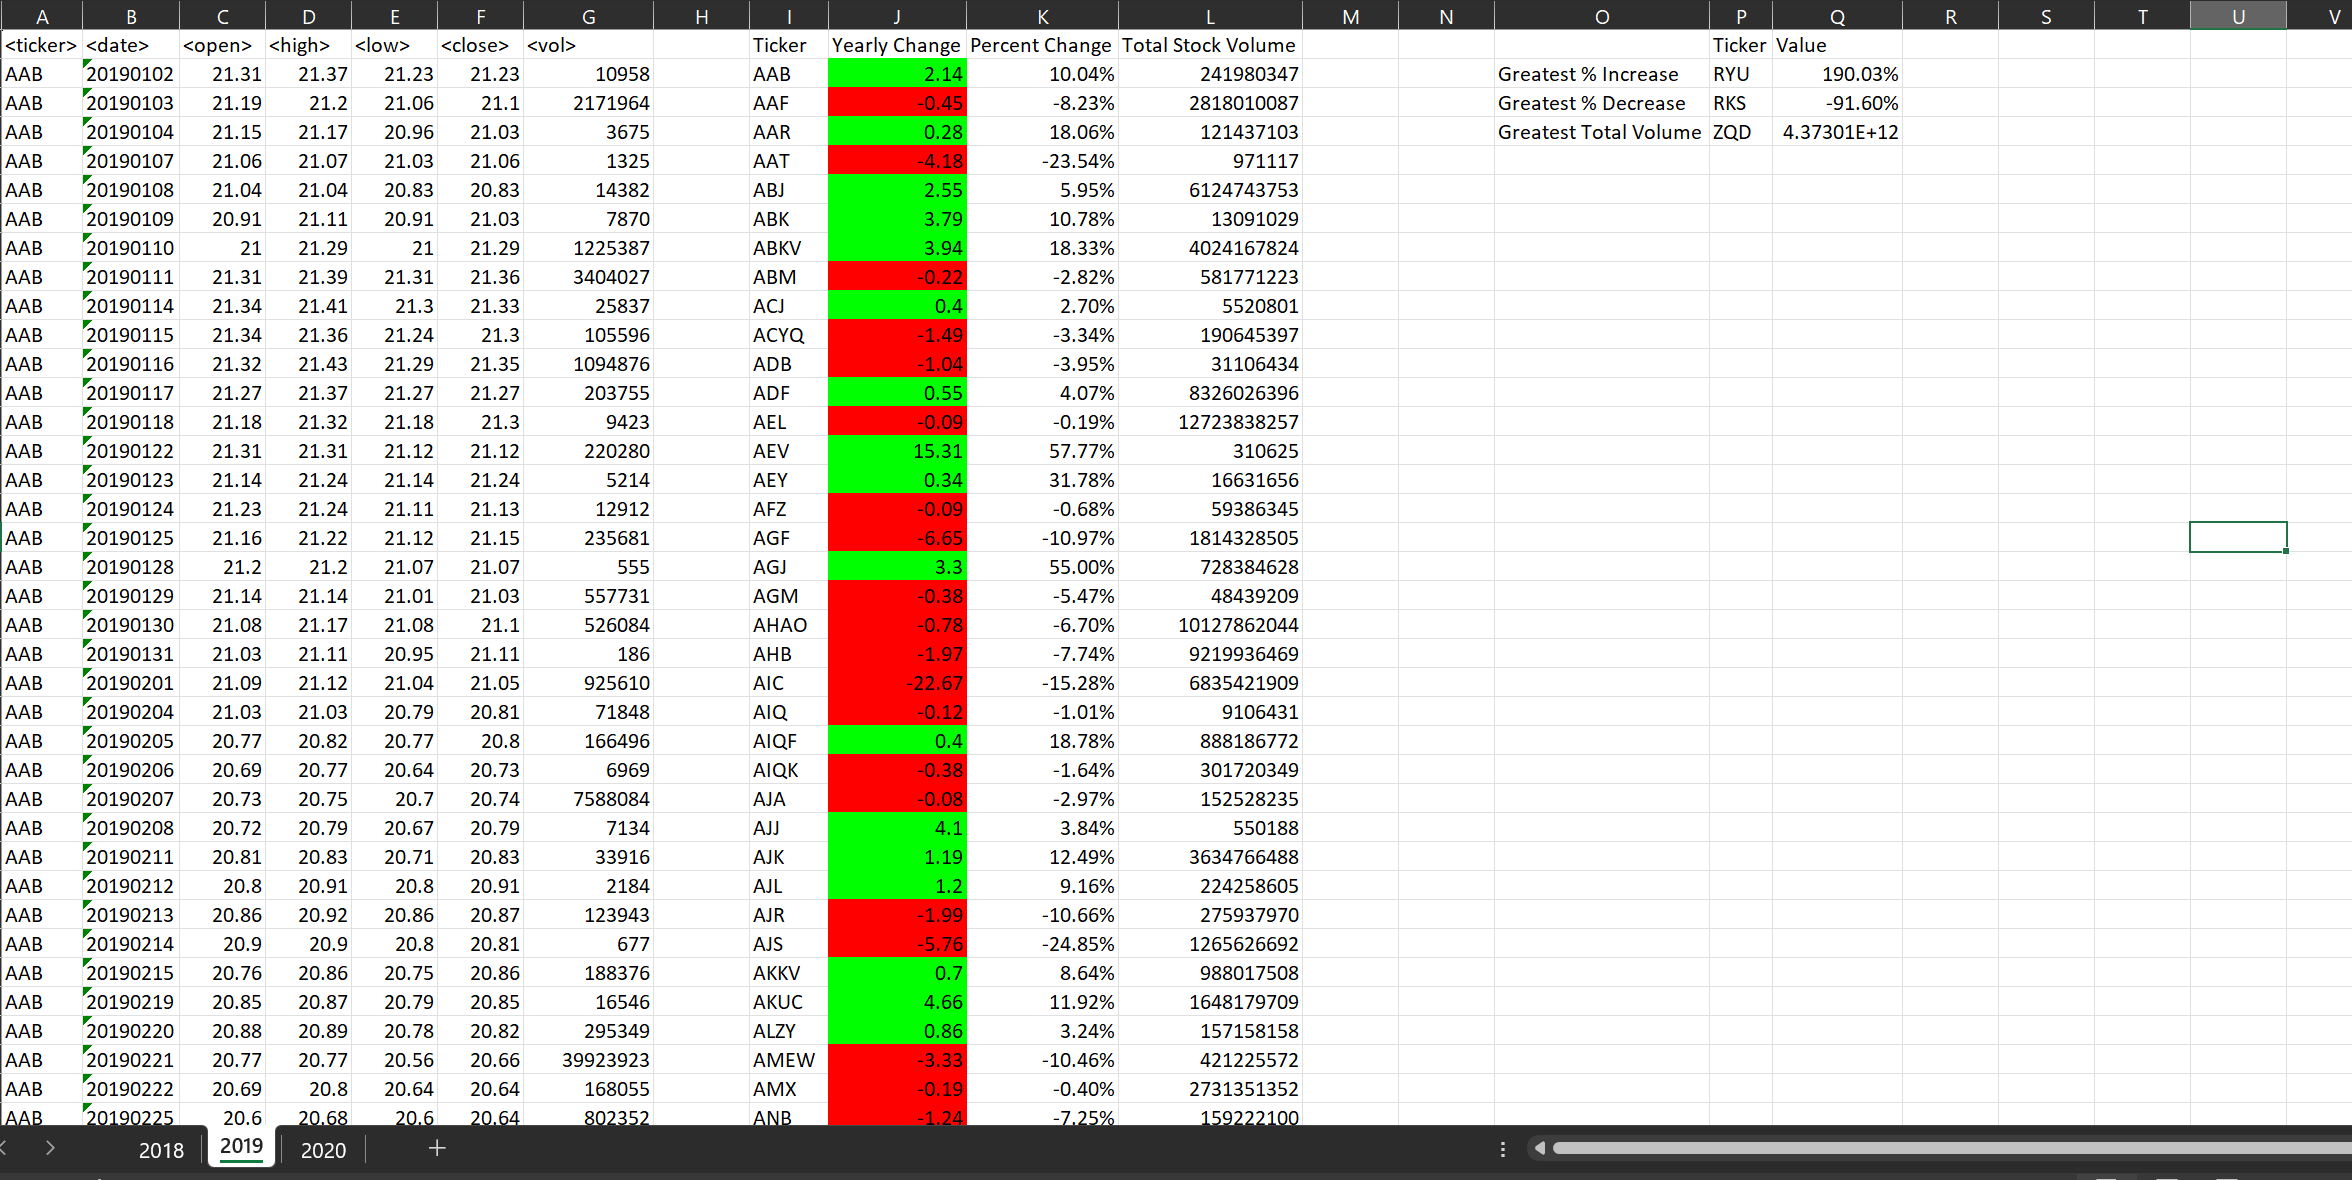 A B C D E F G H I J K L M N O P Q R S T U V
<ticker> <date> <open> <high> <low> <close> <vol> Ticker Yearly Change Percent Change Total Stock Volume Ticker Value
AAB 20190102 21.31 21.37 21.23 21.23 10958 AAB 2.14 10.04% 241980347 Greatest % Increase RYU 190.03%
AAB 20190103 21.19 21.2 21.06 21.1 2171964 AAF -0.45 -8.23% 2818010087 Greatest % Decrease RKS -91.60%
AAB 20190104 21.15 21.17 20.96 21.03 3675 AAR 0.28 18.06% 121437103 Greatest Total Volume ZQD 4.37301E+12
AAB 20190107 21.06 21.07 21.03 21.06 1325 AAT -4.18 -23.54% 971117
AAB 20190108 21.04 21.04 20.83 20.83 14382 ABJ 2.55 5.95% 6124743753
AAB 20190109 20.91 21.11 20.91 21.03 7870 ABK 3.79 10.78% 13091029
AAB 20190110 21 21.29 21 21.29 1225387 ABKV 3.94 18.33% 4024167824
AAB 20190111 21.31 21.39 21.31 21.36 3404027 ABM -0.22 -2.82% 581771223
AAB 20190114 21.34 21.41 21.3 21.33 25837 ACJ 0.4 2.70% 5520801
AAB 20190115 21.34 21.36 21.24 21.3 105596 ACYQ -1.49 -3.34% 190645397
AAB 20190116 21.32 21.43 21.29 21.35 1094876 ADB -1.04 -3.95% 31106434
AAB 20190117 21.27 21.37 21.27 21.27 203755 ADF 0.55 4.07% 8326026396
AAB 20190118 21.18 21.32 21.18 21.3 9423 AEL -0.09 -0.19% 12723838257
AAB 20190122 21.31 21.31 21.12 21.12 220280 AEV 15.31 57.77% 310625
AAB 20190123 21.14 21.24 21.14 21.24 5214 AEY 0.34 31.78% 16631656
AAB 20190124 21.23 21.24 21.11 21.13 12912 AFZ -0.09 -0.68% 59386345
AAB 20190125 21.16 21.22 21.12 21.15 235681 AGF -6.65 -10.97% 1814328505
AAB 20190128 21.2 21.2 21.07 21.07 555 AGJ 3.3 55.00% 728384628
AAB 20190129 21.14 21.14 21.01 21.03 557731 AGM -0.38 -5.47% 48439209
AAB 20190130 21.08 21.17 21.08 21.1 526084 AHAO -0.78 -6.70% 10127862044
AAB 20190131 21.03 21.11 20.95 21.11 186 AHB -1.97 -7.74% 9219936469
AAB 20190201 21.09 21.12 21.04 21.05 925610 AIC -22.67 -15.28% 6835421909
AAB 20190204 21.03 21.03 20.79 20.81 71848 AIQ -0.12 -1.01% 9106431
AAB 20190205 20.77 20.82 20.77 20.8 166496 AIQF 0.4 18.78% 888186772
AAB 20190206 20.69 20.77 20.64 20.73 6969 AIQK -0.38 -1.64% 301720349
AAB 20190207 20.73 20.75 20.7 20.74 7588084 AJA -0.08 -2.97% 152528235
AAB 20190208 20.72 20.79 20.67 20.79 7134 AJJ 4.1 3.84% 550188
AAB 20190211 20.81 20.83 20.71 20.83 33916 AJK 1.19 12.49% 3634766488
AAB 20190212 20.8 20.91 20.8 20.91 2184 AJL 1.2 9.16% 224258605
AAB 20190213 20.86 20.92 20.86 20.87 123943 AJR -1.99 -10.66% 275937970
AAB 20190214 20.9 20.9 20.8 20.81 677 AJS -5.76 -24.85% 1265626692
AAB 20190215 20.76 20.86 20.75 20.86 188376 AKKV 0.7 8.64% 988017508
AAB 20190219 20.85 20.87 20.79 20.85 16546 AKUC 4.66 11.92% 1648179709
AAB 20190220 20.88 20.89 20.78 20.82 295349 ALZY 0.86 3.24% 157158158
AAB 20190221 20.77 20.77 20.56 20.66 39923923 AMEW -3.33 -10.46% 421225572
AAB 20190222 20.69 20.8 20.64 20.64 168055 AMX -0.19 -0.40% 2731351352
AAB 20190225 20.6 20.68 20.6 20.64 802352 ANB -1.24 -7.25% 159222100
2018 2019 2020